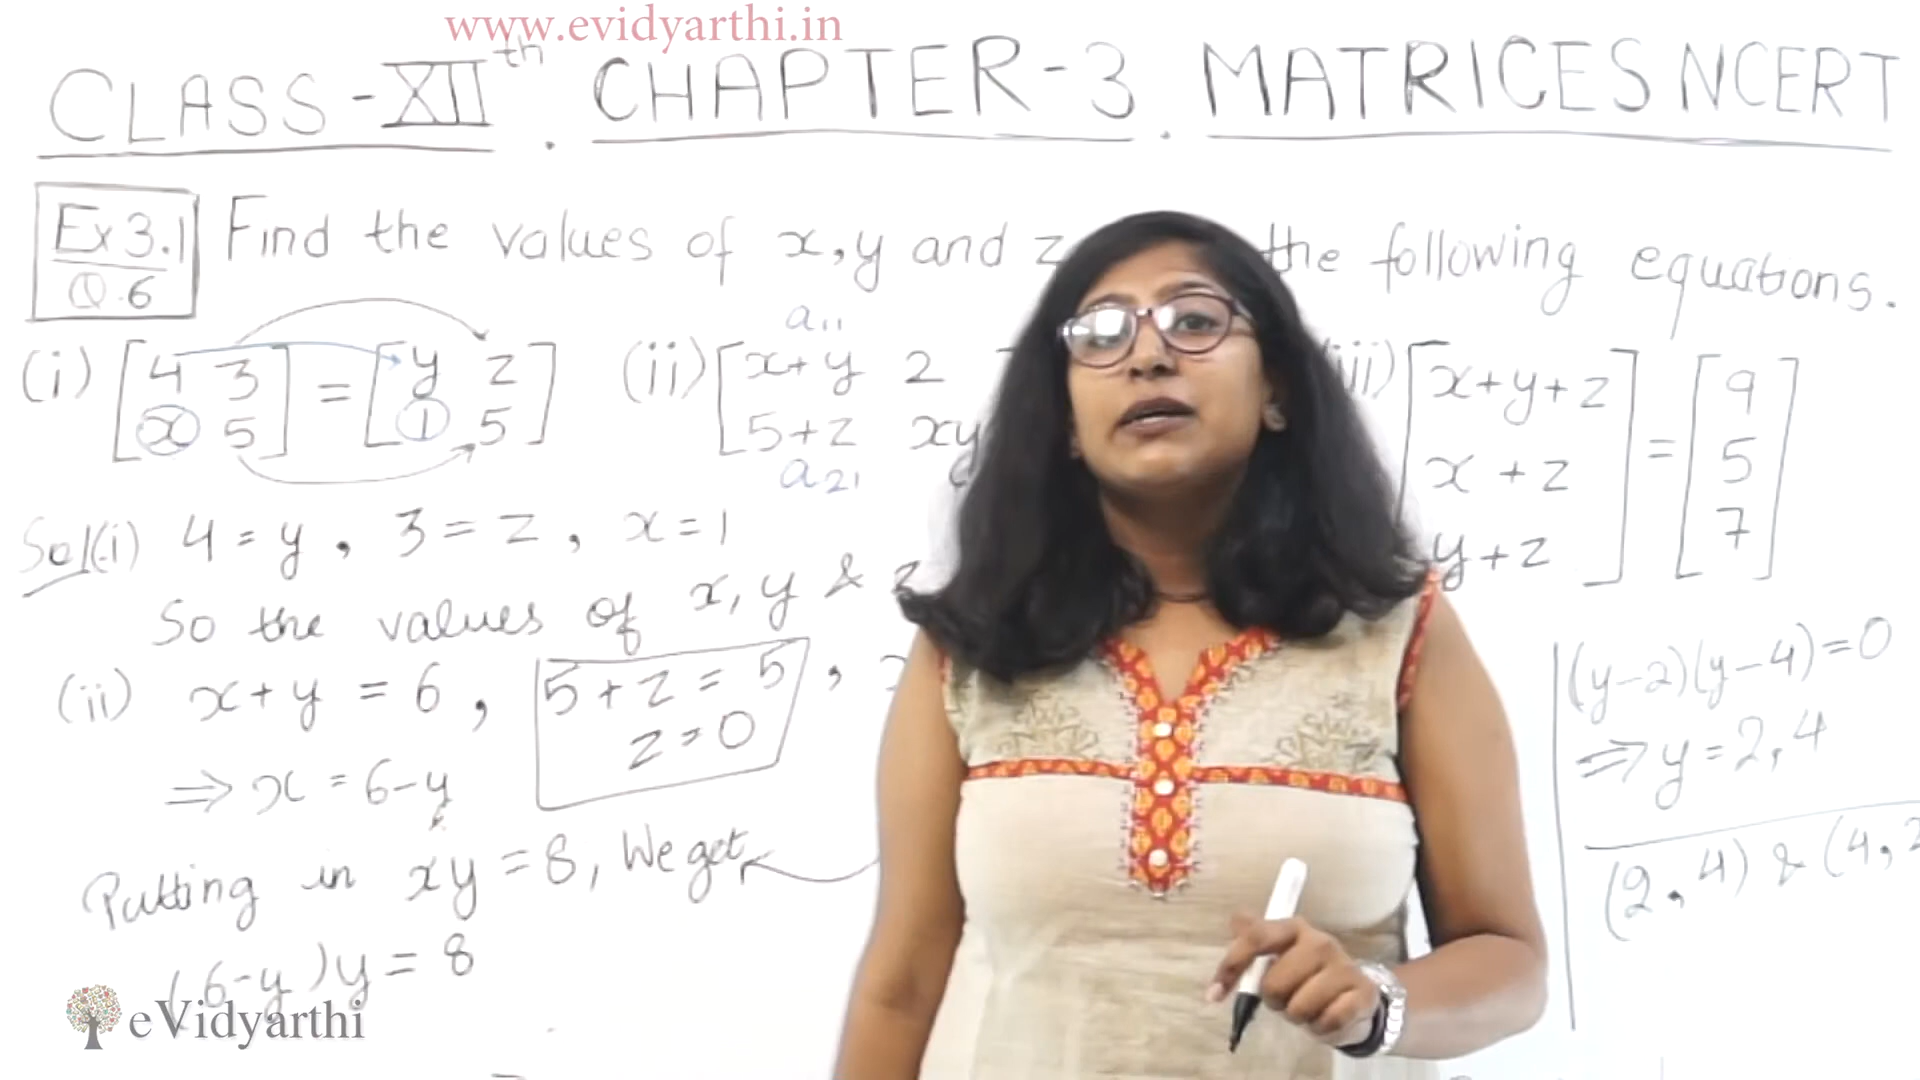 www.evidyarthi.in
CLASS-XIIth . CHAPTER-3 . MATRICES NCERT
Ex 3.1 Find the values of x, y and z the following equations.
Q.6
a11
(i) [4 3 = [y z (ii) [x+y 2 (iii) [x+y+z] = [9
x 5] 1 5] 5+z xy x+z 5
a21 y+z 7]
Sol(i) 4 = y , 3 = z , x = 1
So the values of x, y & z
(ii) x+y = 6 , 5+z = 5 ,
z = 0
⇒ x = 6-y
Putting in xy = 8, We get
(6-y)y = 8
(y-2)(y-4)=0
⇒ y = 2, 4
(2, 4) & (4, 2
eVidyarthi